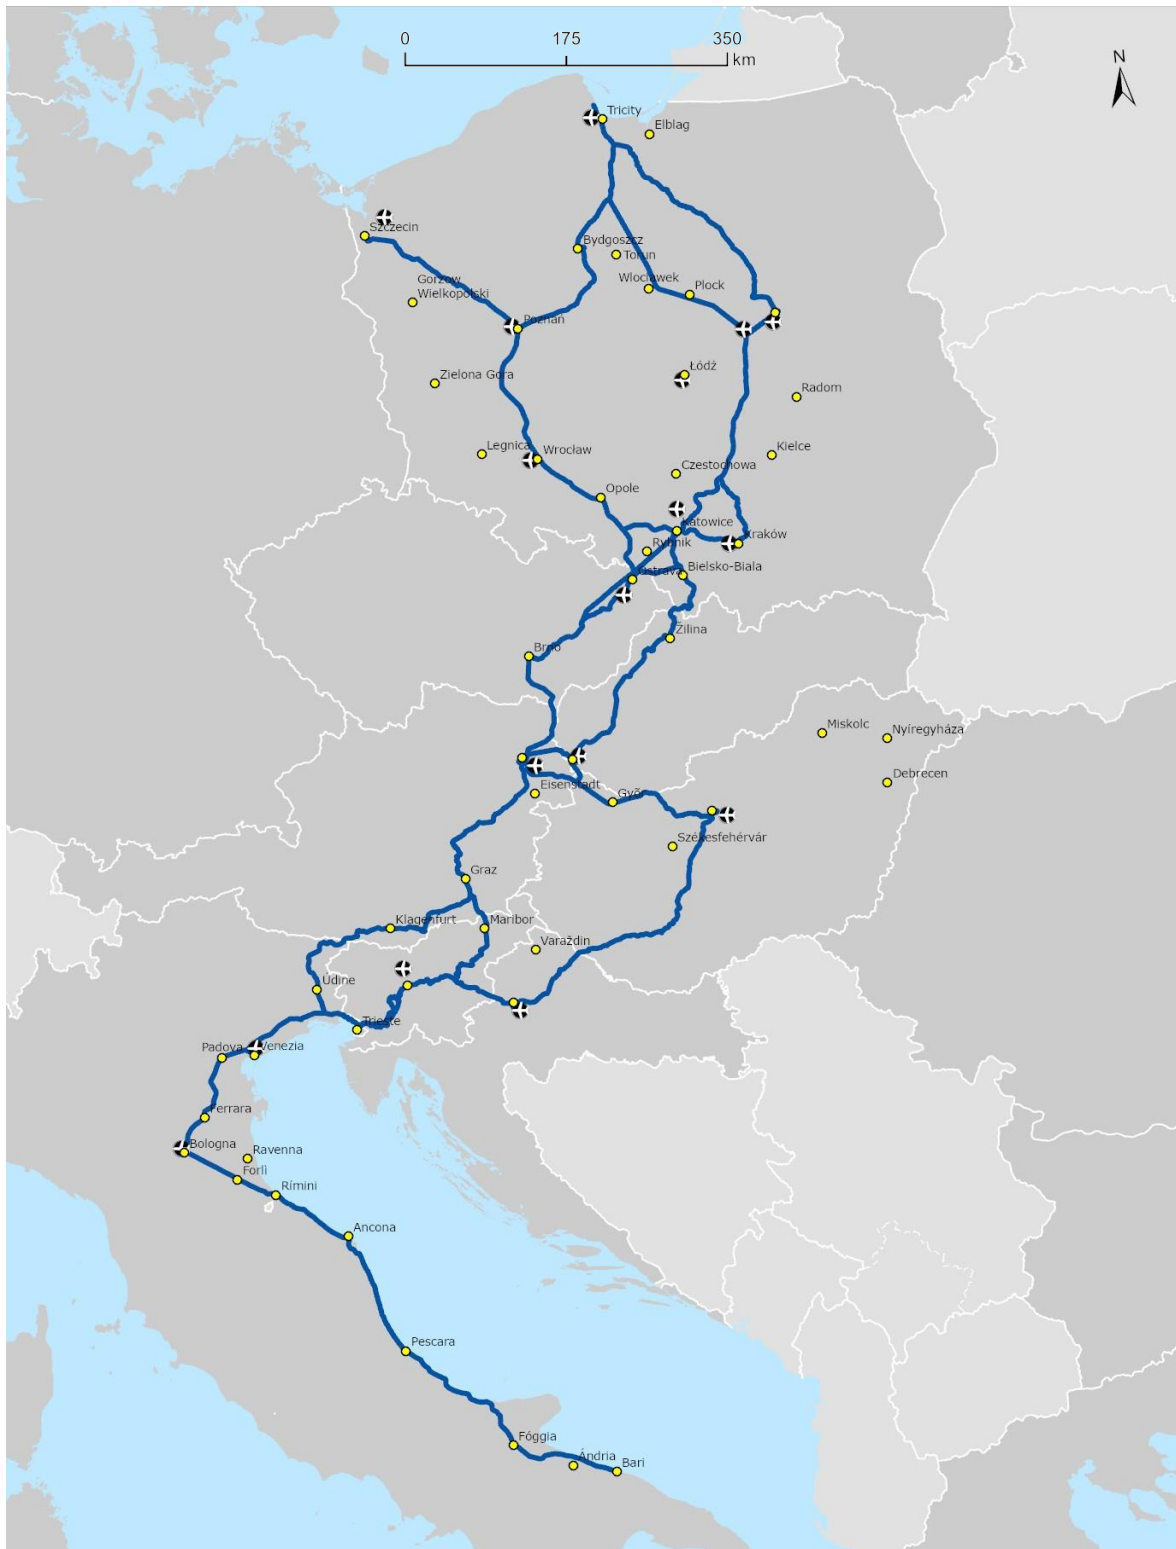 0 175 350
km
N
Tricity
Elblag
Szczecin
Bydgoszcz
Torun
Gorzow
Wielkopolski
Wloclawek
Plock
Poznań
Łódź
Zielona Gora
Radom
Legnica
Wrocław
Kielce
Czestochowa
Opole
Katowice
Kraków
Rybnik
Bielsko-Biala
Ostrava
Žilina
Brno
Miskolc
Nyíregyháza
Debrecen
Eisenstadt
Győr
Székesfehérvár
Graz
Klagenfurt
Maribor
Varaždin
Údine
Trieste
Padova
Venezia
Ferrara
Bologna
Ravenna
Forlì
Rímini
Ancona
Pescara
Fóggia
Ándria
Bari